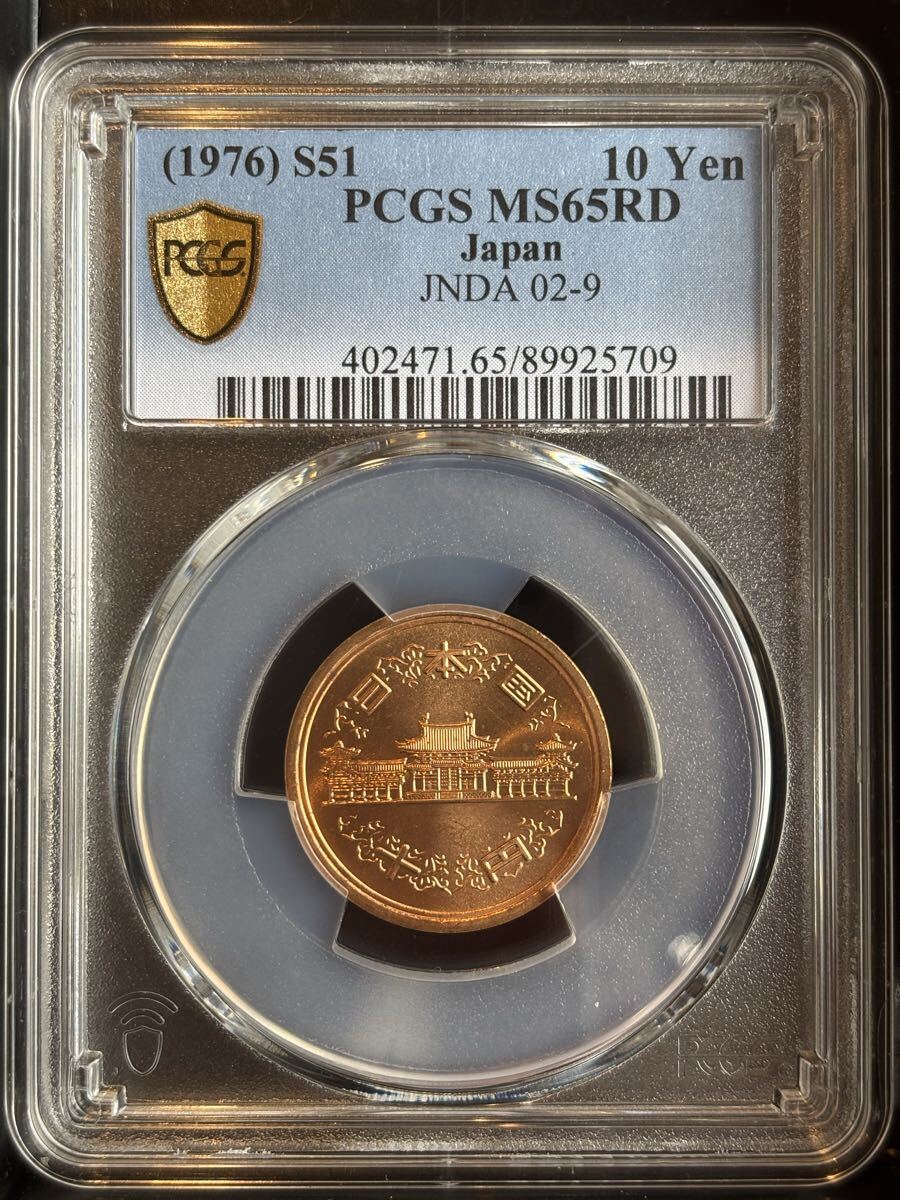 (1976) S51 10 Yen
PCGS MS65RD
Japan
JNDA 02-9
PCGS
402471.65/89925709
日本国
十円
PCGS